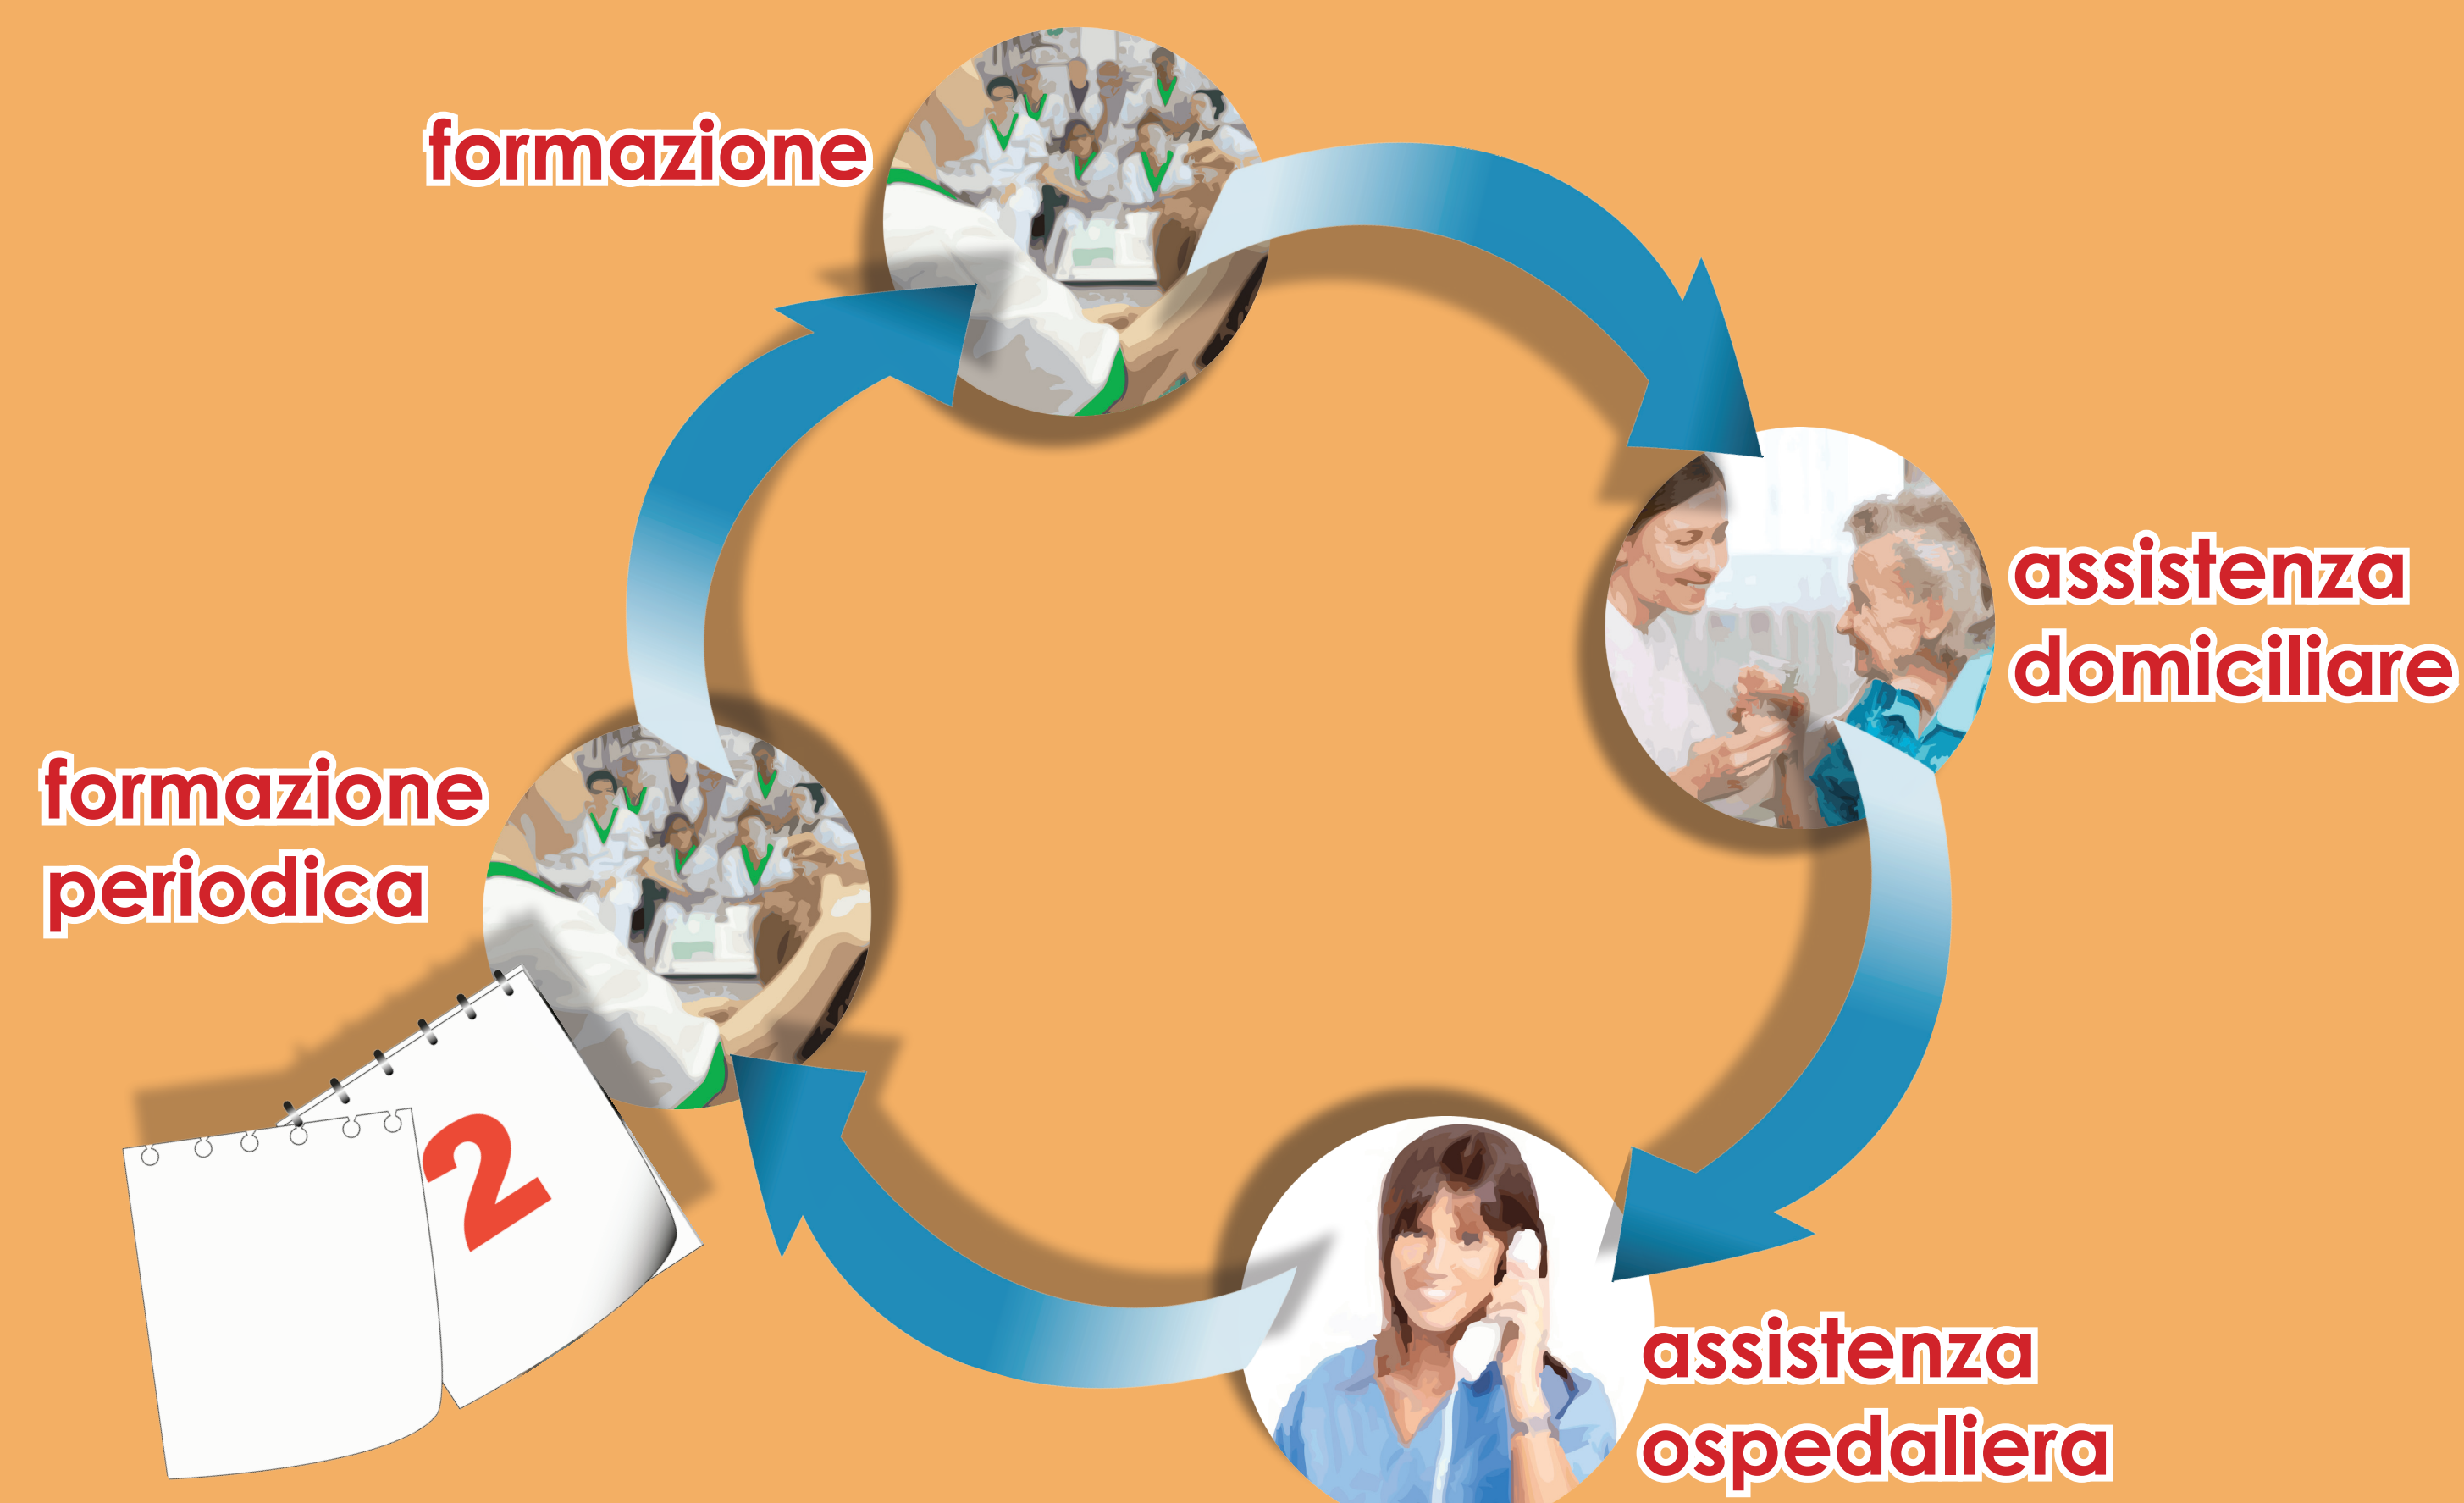 formazione
assistenza
domiciliare
formazione
periodica
2
assistenza
ospedaliera